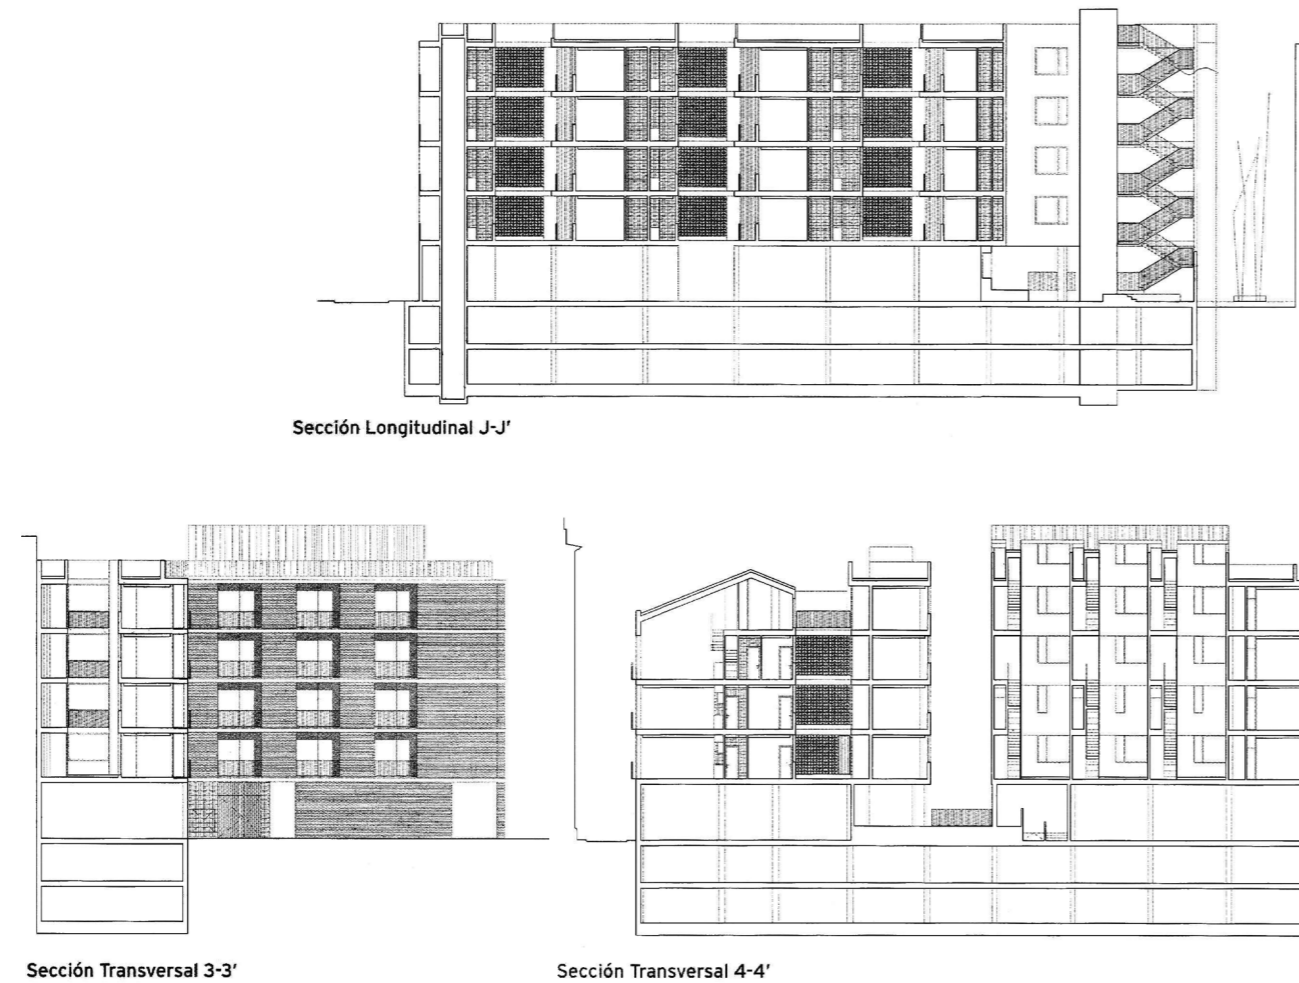 Sección Longitudinal J-J'
Sección Transversal 3-3'
Sección Transversal 4-4'